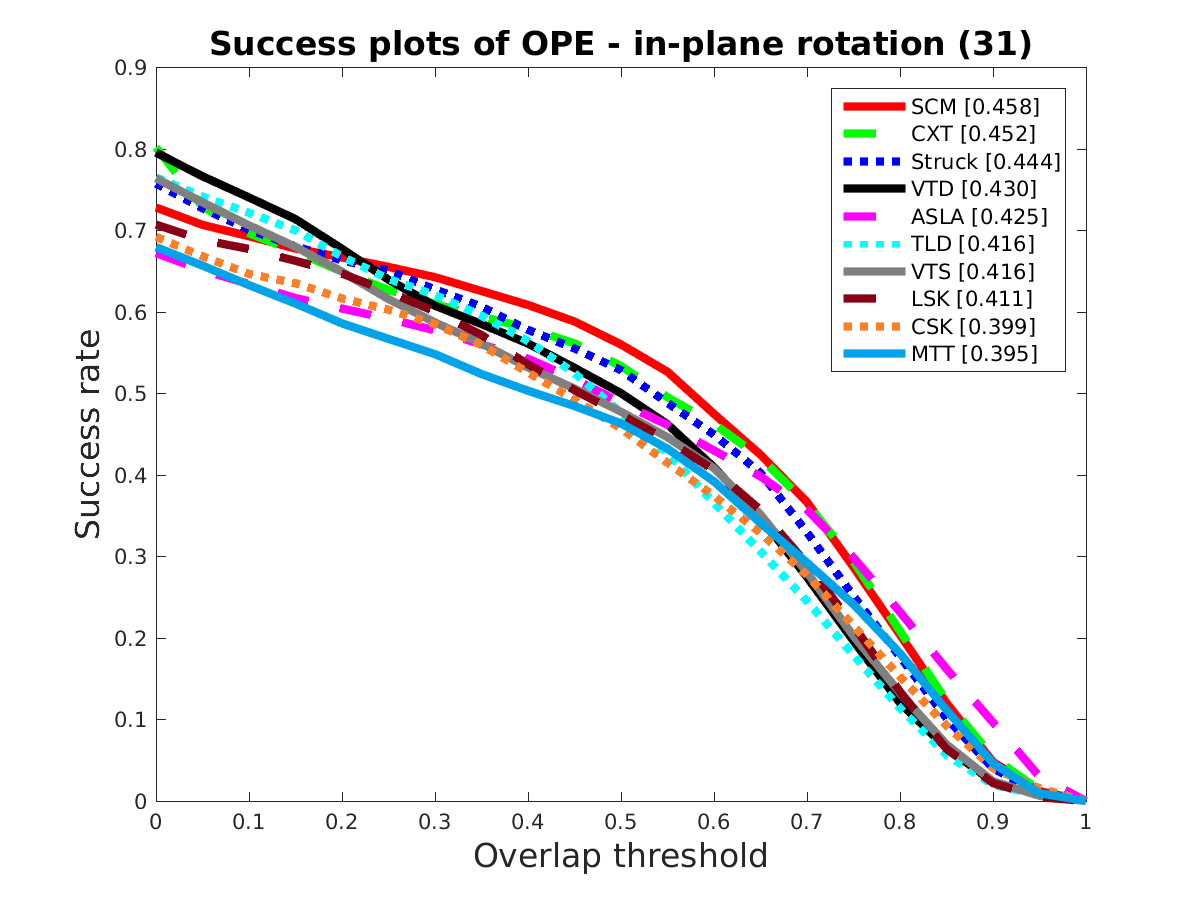 Success plots of OPE - in-plane rotation (31)
0.9
0.8
0.7
0.6
0.5
0.4
0.3
0.2
0.1
0
Success rate
SCM [0.458]
CXT [0.452]
Struck [0.444]
VTD [0.430]
ASLA [0.425]
TLD [0.416]
VTS [0.416]
LSK [0.411]
CSK [0.399]
MTT [0.395]
0 0.1 0.2 0.3 0.4 0.5 0.6 0.7 0.8 0.9 1
Overlap threshold